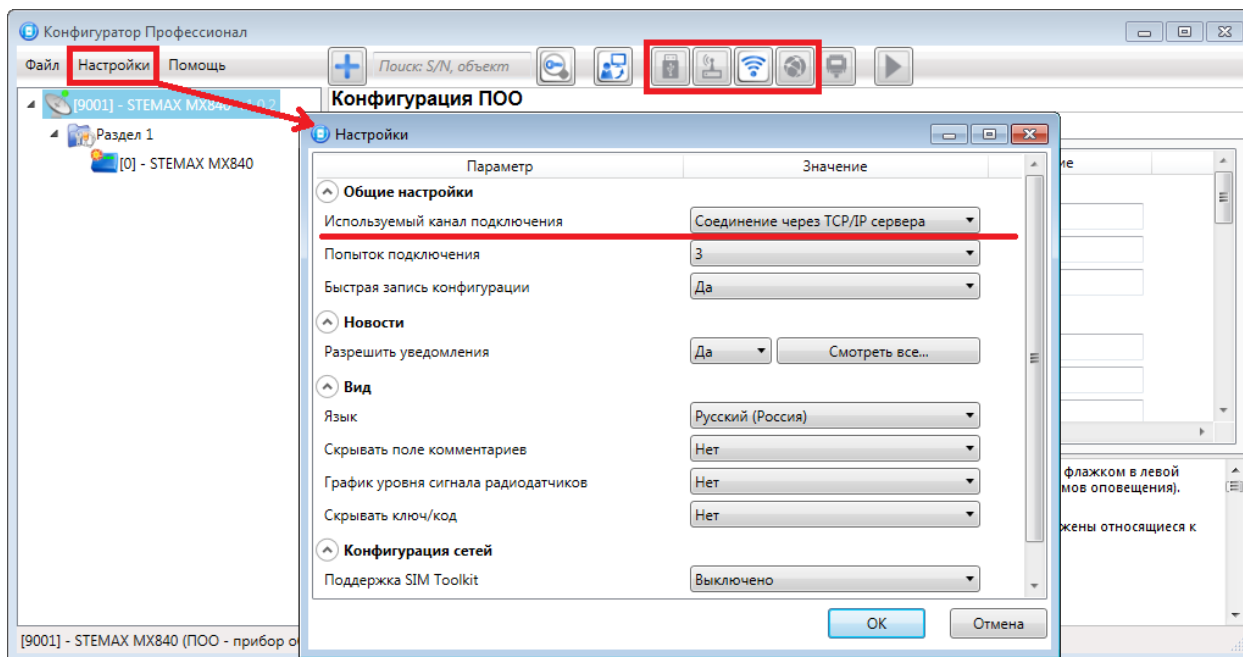 Конфигуратор Профессионал
Файл Настройки Помощь
Поиск: S/N, объект
[9001] - STEMAX MX840
Конфигурация ПОО
Раздел 1
[0] - STEMAX MX840
Настройки
Параметр Значение
Общие настройки
Используемый канал подключения Соединение через TCP/IP сервера
Попыток подключения 3
Быстрая запись конфигурации Да
Новости
Разрешить уведомления Да Смотреть все...
Вид
Язык Русский (Россия)
Скрывать поле комментариев Нет
График уровня сигнала радиодатчиков Нет
Скрывать ключ/код Нет
Конфигурация сетей
Поддержка SIM Toolkit Выключено
OK Отмена
ие
флажком в левой
мов оповещения).
жены относящиеся к
[9001] - STEMAX MX840 (ПОО - прибор о